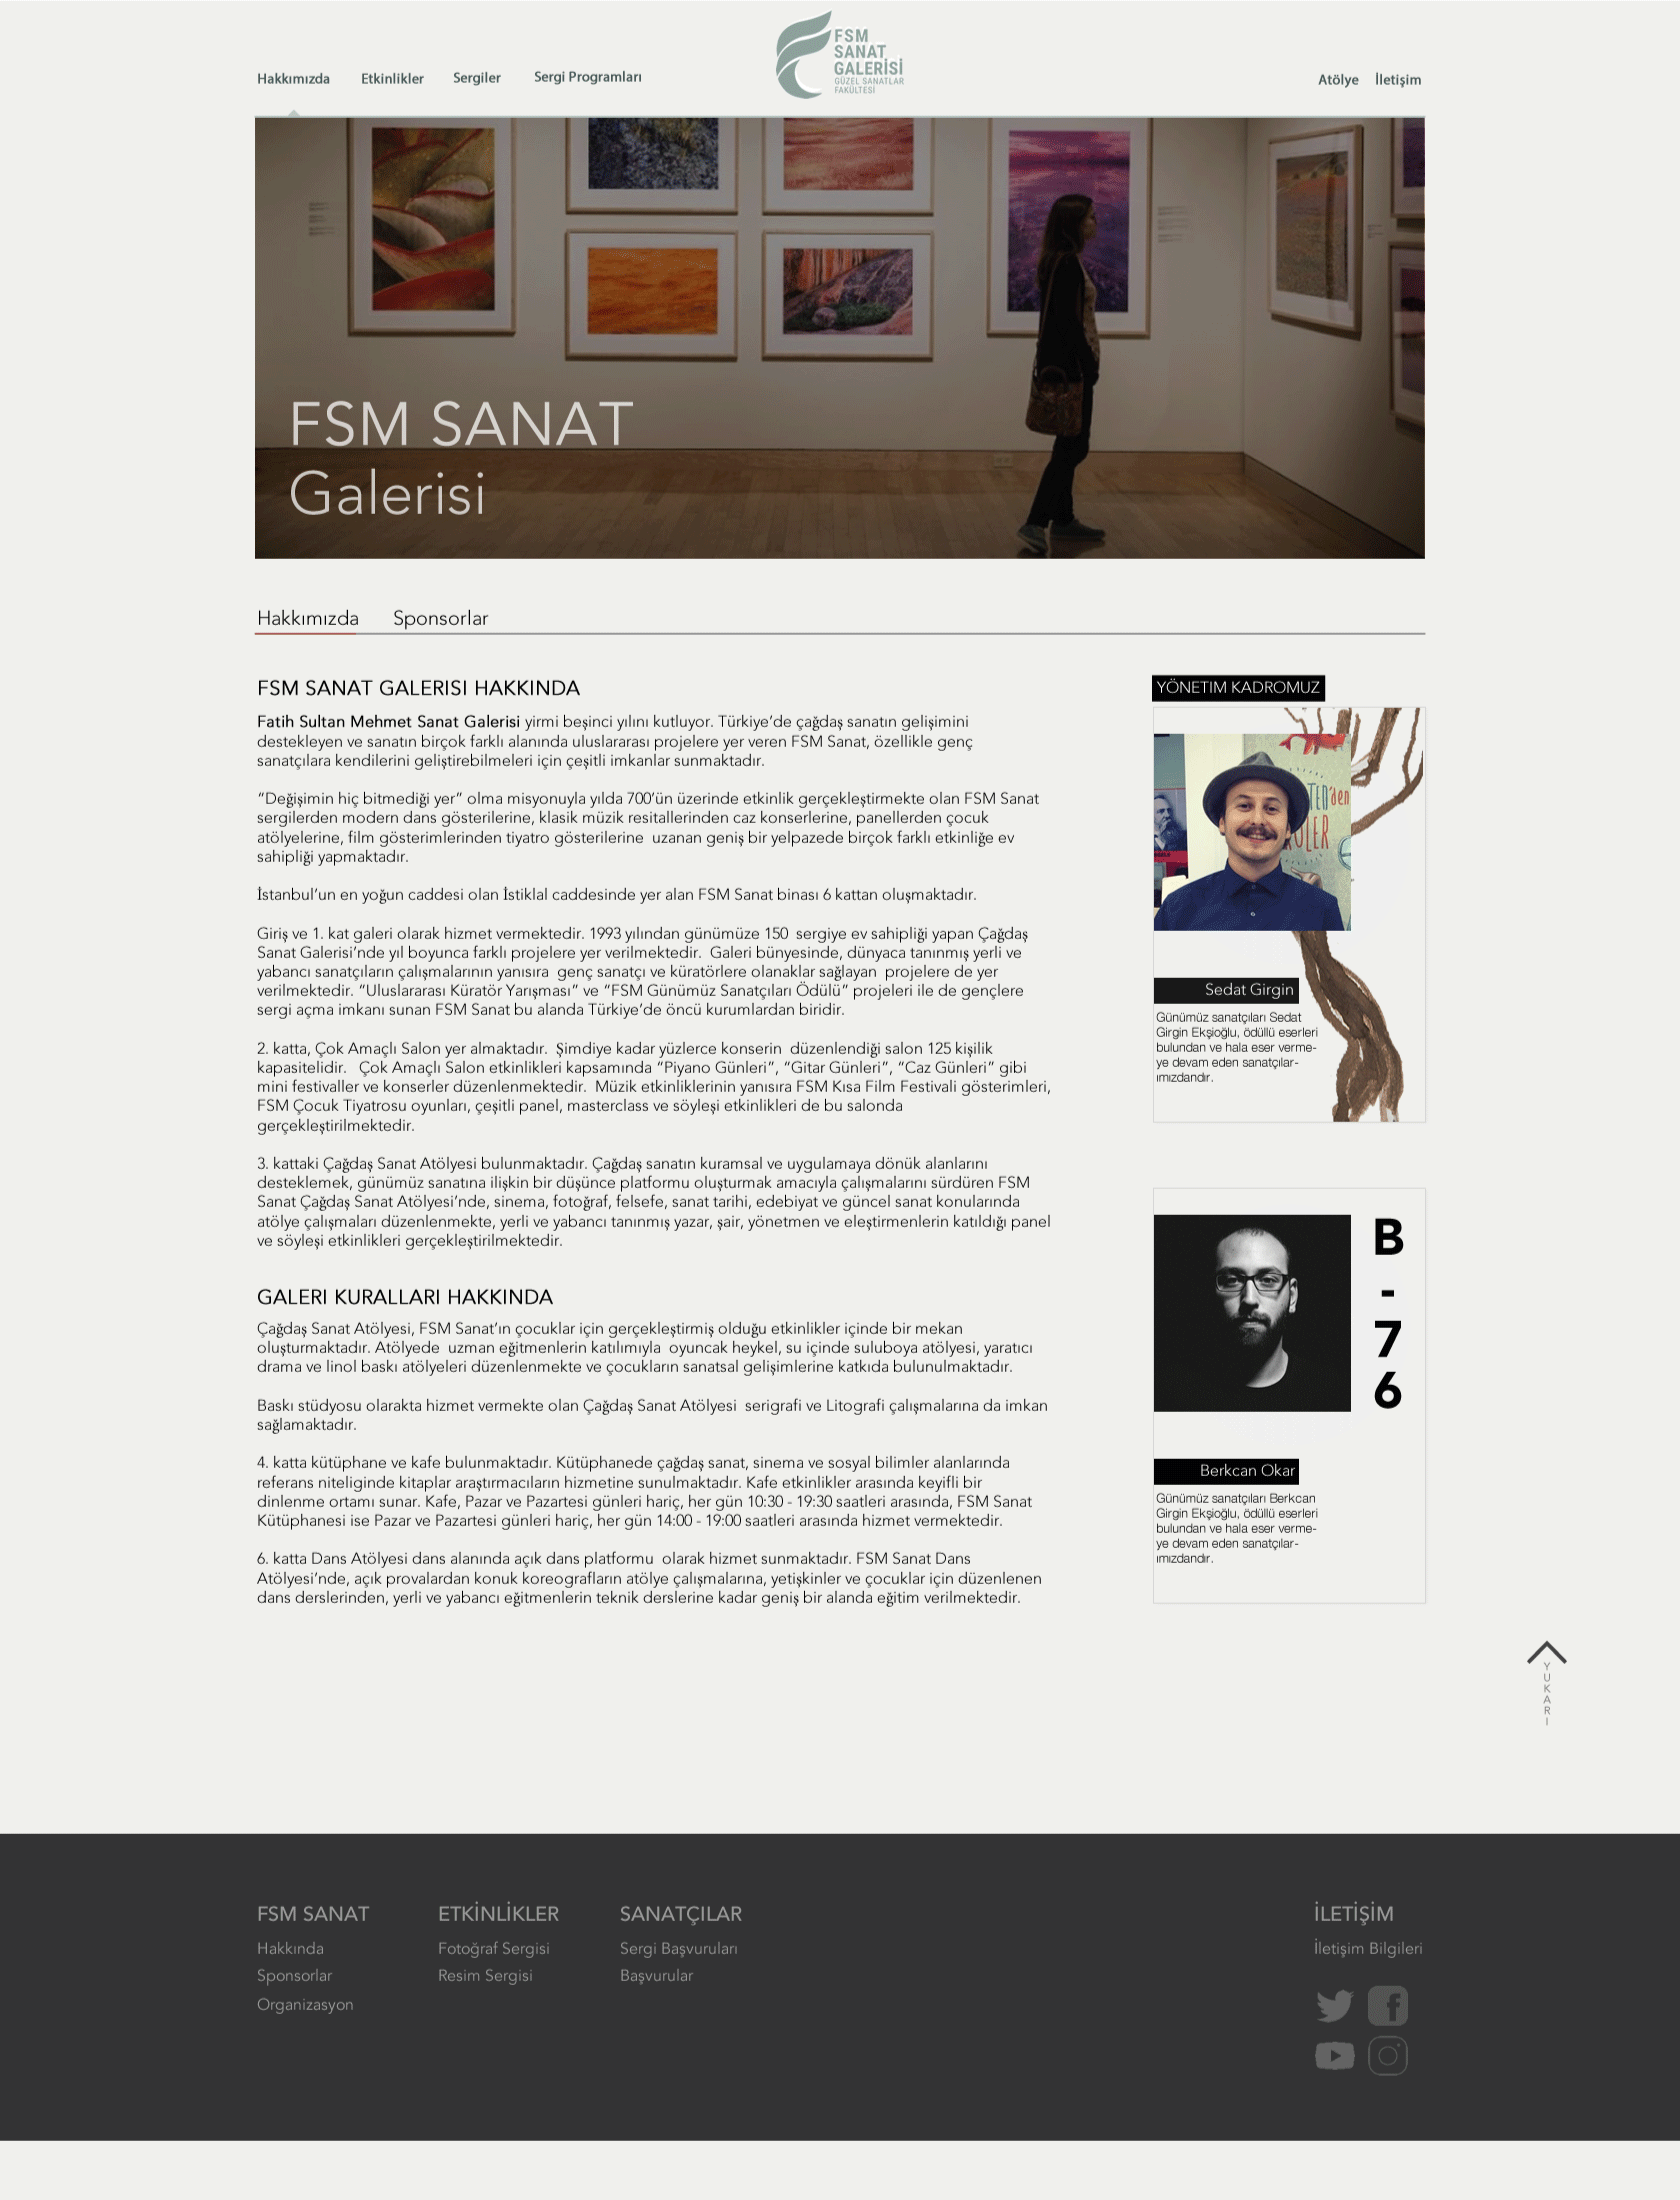 Hakkımızda Etkinlikler Sergiler Sergi Programları
FSM
SANAT
GALERİSİ
GÜZEL SANATLAR
FAKÜLTESİ
Atölye İletişim
FSM SANAT
Galerisi
Hakkımızda Sponsorlar
FSM SANAT GALERISI HAKKINDA
Fatih Sultan Mehmet Sanat Galerisi yirmi beşinci yılını kutluyor. Türkiye’de çağdaş sanatın gelişimini
destekleyen ve sanatın birçok farklı alanında uluslararası projelere yer veren FSM Sanat, özellikle genç
sanatçılara kendilerini geliştirebilmeleri için çeşitli imkanlar sunmaktadır.
“Değişimin hiç bitmediği yer” olma misyonuyla yılda 700’ün üzerinde etkinlik gerçekleştirmekte olan FSM Sanat
sergilerden modern dans gösterilerine, klasik müzik resitallerinden caz konserlerine, panellerden çocuk
atölyelerine, film gösterimlerinden tiyatro gösterilerine uzanan geniş bir yelpazede birçok farklı etkinliğe ev
sahipliği yapmaktadır.
İstanbul’un en yoğun caddesi olan İstiklal caddesinde yer alan FSM Sanat binası 6 kattan oluşmaktadır.
Giriş ve 1. kat galeri olarak hizmet vermektedir. 1993 yılından günümüze 150 sergiye ev sahipliği yapan Çağdaş
Sanat Galerisi’nde yıl boyunca farklı projelere yer verilmektedir. Galeri bünyesinde, dünyaca tanınmış yerli ve
yabancı sanatçıların çalışmalarının yanısıra genç sanatçı ve küratörlere olanaklar sağlayan projelere de yer
verilmektedir. “Uluslararası Küratör Yarışması” ve “FSM Günümüz Sanatçıları Ödülü” projeleri ile de gençlere
sergi açma imkanı sunan FSM Sanat bu alanda Türkiye’de öncü kurumlardan biridir.
2. katta, Çok Amaçlı Salon yer almaktadır. Şimdiye kadar yüzlerce konserin düzenlendiği salon 125 kişilik
kapasitelidir. Çok Amaçlı Salon etkinlikleri kapsamında “Piyano Günleri”, “Gitar Günleri”, “Caz Günleri” gibi
mini festivaller ve konserler düzenlenmektedir. Müzik etkinliklerinin yanısıra FSM Kısa Film Festivali gösterimleri,
FSM Çocuk Tiyatrosu oyunları, çeşitli panel, masterclass ve söyleşi etkinlikleri de bu salonda
gerçekleştirilmektedir.
3. kattaki Çağdaş Sanat Atölyesi bulunmaktadır. Çağdaş sanatın kuramsal ve uygulamaya dönük alanlarını
desteklemek, günümüz sanatına ilişkin bir düşünce platformu oluşturmak amacıyla çalışmalarını sürdüren FSM
Sanat Çağdaş Sanat Atölyesi’nde, sinema, fotoğraf, felsefe, sanat tarihi, edebiyat ve güncel sanat konularında
atölye çalışmaları düzenlenmekte, yerli ve yabancı tanınmış yazar, şair, yönetmen ve eleştirmenlerin katıldığı panel
ve söyleşi etkinlikleri gerçekleştirilmektedir.
GALERI KURALLARI HAKKINDA
Çağdaş Sanat Atölyesi, FSM Sanat’ın çocuklar için gerçekleştirmiş olduğu etkinlikler içinde bir mekan
oluşturmaktadır. Atölyede uzman eğitmenlerin katılımıyla oyuncak heykel, su içinde suluboya atölyesi, yaratıcı
drama ve linol baskı atölyeleri düzenlenmekte ve çocukların sanatsal gelişimlerine katkıda bulunulmaktadır.
Baskı stüdyosu olarakta hizmet vermekte olan Çağdaş Sanat Atölyesi serigrafi ve Litografi çalışmalarına da imkan
sağlamaktadır.
4. katta kütüphane ve kafe bulunmaktadır. Kütüphanede çağdaş sanat, sinema ve sosyal bilimler alanlarında
referans niteliginde kitaplar araştırmacıların hizmetine sunulmaktadır. Kafe etkinlikler arasında keyifli bir
dinlenme ortamı sunar. Kafe, Pazar ve Pazartesi günleri hariç, her gün 10:30 - 19:30 saatleri arasında, FSM Sanat
Kütüphanesi ise Pazar ve Pazartesi günleri hariç, her gün 14:00 - 19:00 saatleri arasında hizmet vermektedir.
6. katta Dans Atölyesi dans alanında açık dans platformu olarak hizmet sunmaktadır. FSM Sanat Dans
Atölyesi’nde, açık provalardan konuk koreografların atölye çalışmalarına, yetişkinler ve çocuklar için düzenlenen
dans derslerinden, yerli ve yabancı eğitmenlerin teknik derslerine kadar geniş bir alanda eğitim verilmektedir.
YÖNETIM KADROMUZ
TEN'den
Sedat Girgin
Günümüz sanatçıları Sedat
Girgin Ekşioğlu, ödüllü eserleri
bulundan ve hala eser verme-
ye devam eden sanatçılar-
ımızdandır.
B
-
7
6
Berkcan Okar
Günümüz sanatçıları Berkcan
Girgin Ekşioğlu, ödüllü eserleri
bulundan ve hala eser verme-
ye devam eden sanatçılar-
ımızdandır.
Y
U
K
A
R
I
FSM SANAT
Hakkında
Sponsorlar
Organizasyon
ETKİNLİKLER
Fotoğraf Sergisi
Resim Sergisi
SANATÇILAR
Sergi Başvuruları
Başvurular
İLETİŞİM
İletişim Bilgileri